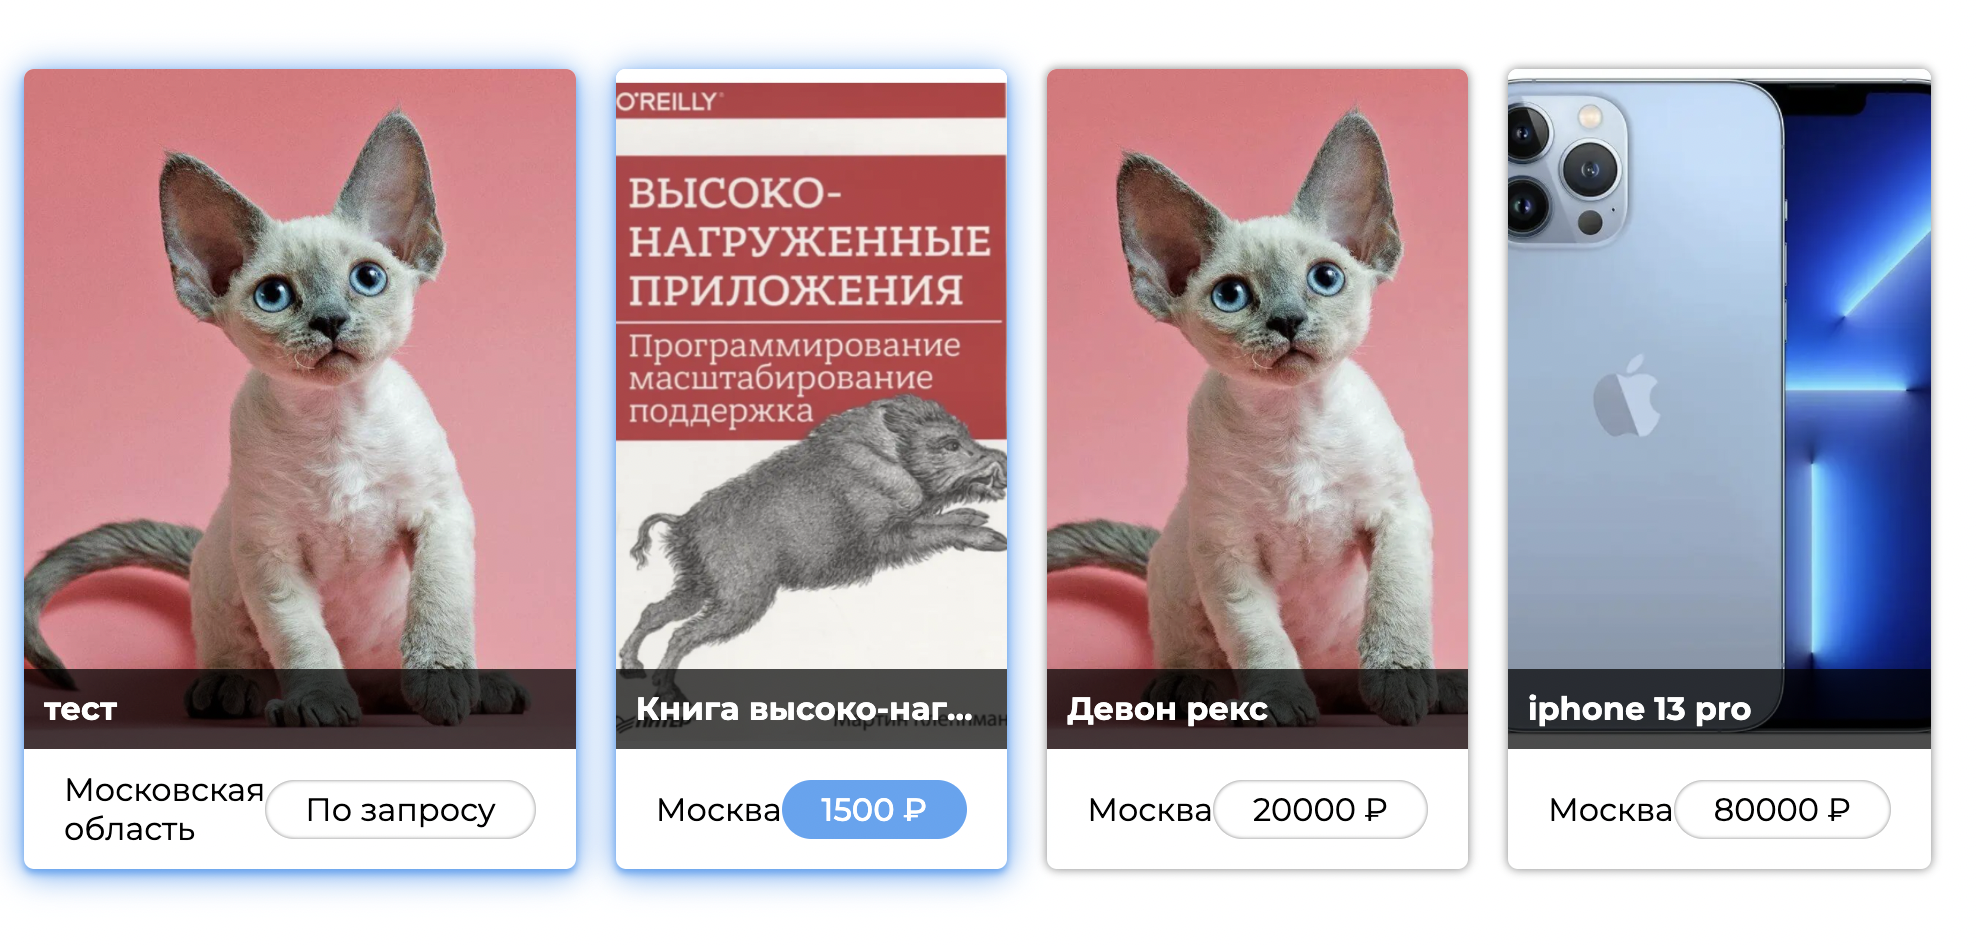 тест
Московская
область
По запросу
O'REILLY
ВЫСОКО-
НАГРУЖЕННЫЕ
ПРИЛОЖЕНИЯ
Программирование
масштабирование
поддержка
Книга высоко-наг...
Москва
1500 ₽
Девон рекс
Москва
20000 ₽
iphone 13 pro
Москва
80000 ₽